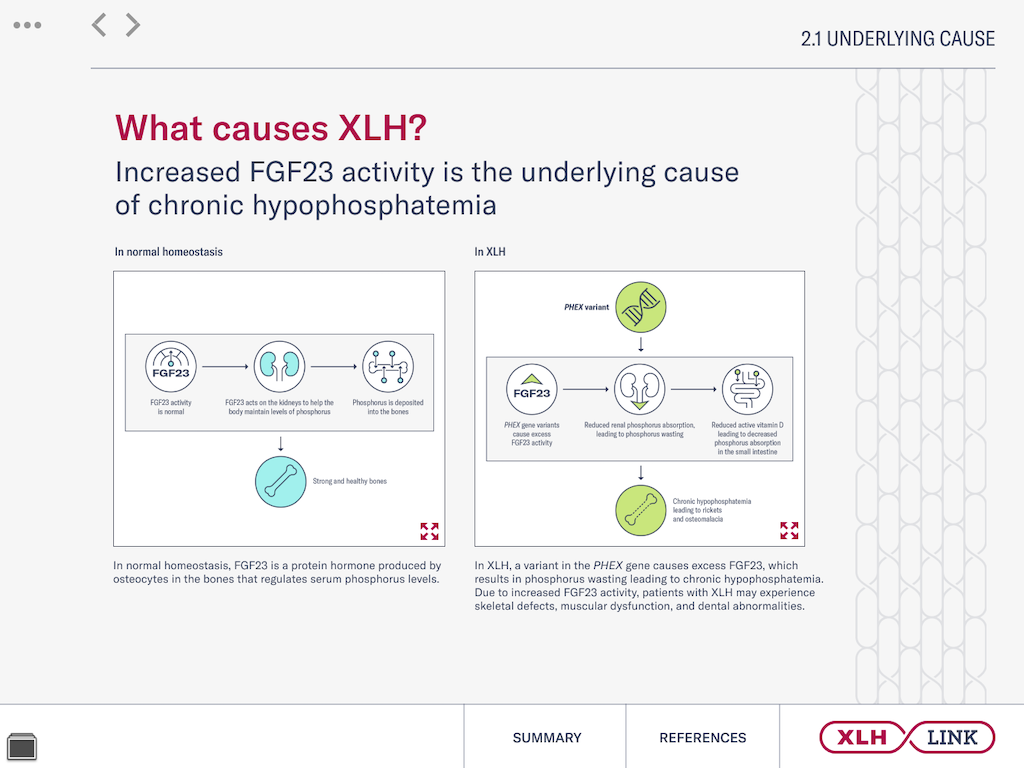 2.1 UNDERLYING CAUSE
What causes XLH?
Increased FGF23 activity is the underlying cause
of chronic hypophosphatemia
In normal homeostasis
FGF23
FGF23 activity
is normal
FGF23 acts on the kidneys to help the
body maintain levels of phosphorus
Phosphorus is deposited
into the bones
Strong and healthy bones
In normal homeostasis, FGF23 is a protein hormone produced by
osteocytes in the bones that regulates serum phosphorus levels.
In XLH
PHEX variant
FGF23
PHEX gene variants
cause excess
FGF23 activity
Reduced renal phosphorus absorption,
leading to phosphorus wasting
Reduced active vitamin D
leading to decreased
phosphorus absorption
in the small intestine
Chronic hypophosphatemia
leading to rickets
and osteomalacia
In XLH, a variant in the PHEX gene causes excess FGF23, which
results in phosphorus wasting leading to chronic hypophosphatemia.
Due to increased FGF23 activity, patients with XLH may experience
skeletal defects, muscular dysfunction, and dental abnormalities.
SUMMARY
REFERENCES
XLH LINK